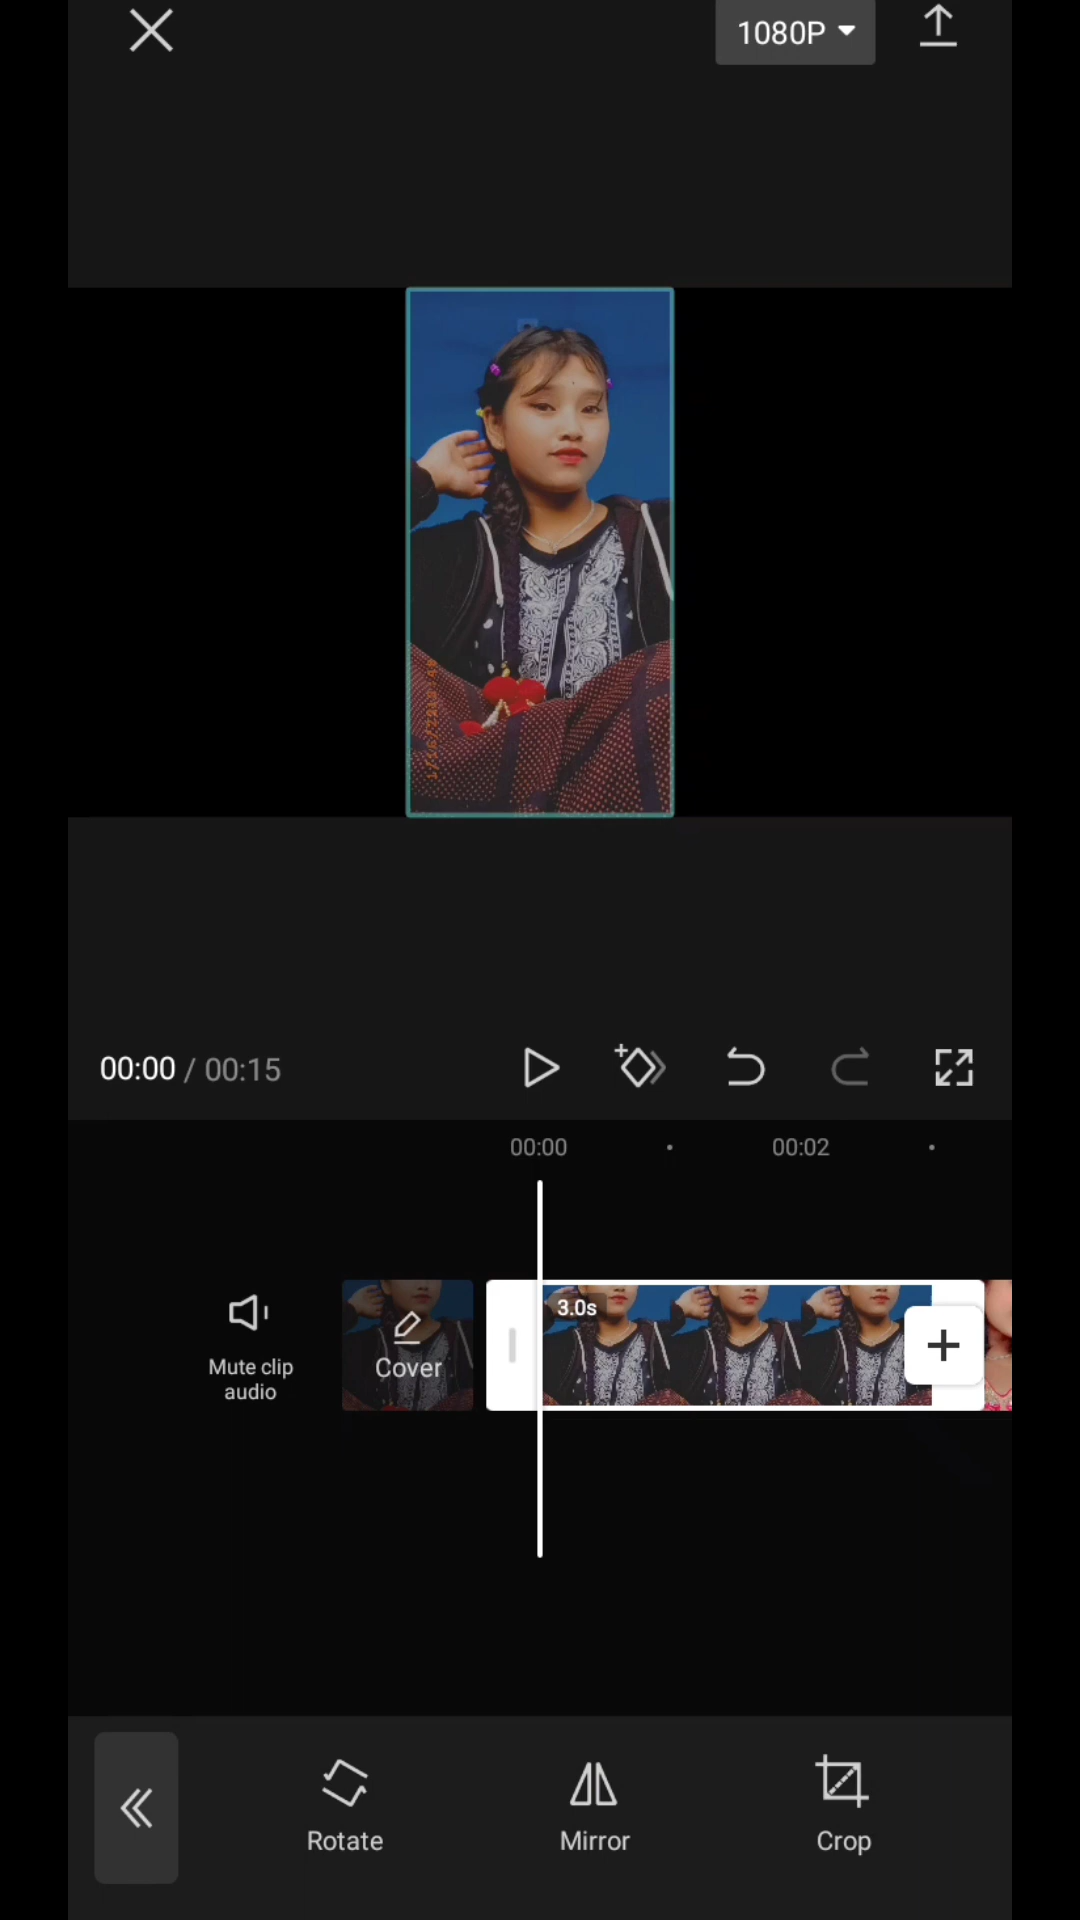 1080P
00:00 / 00:15
00:00
00:02
3.0s
Mute clip
audio
Cover
Rotate
Mirror
Crop